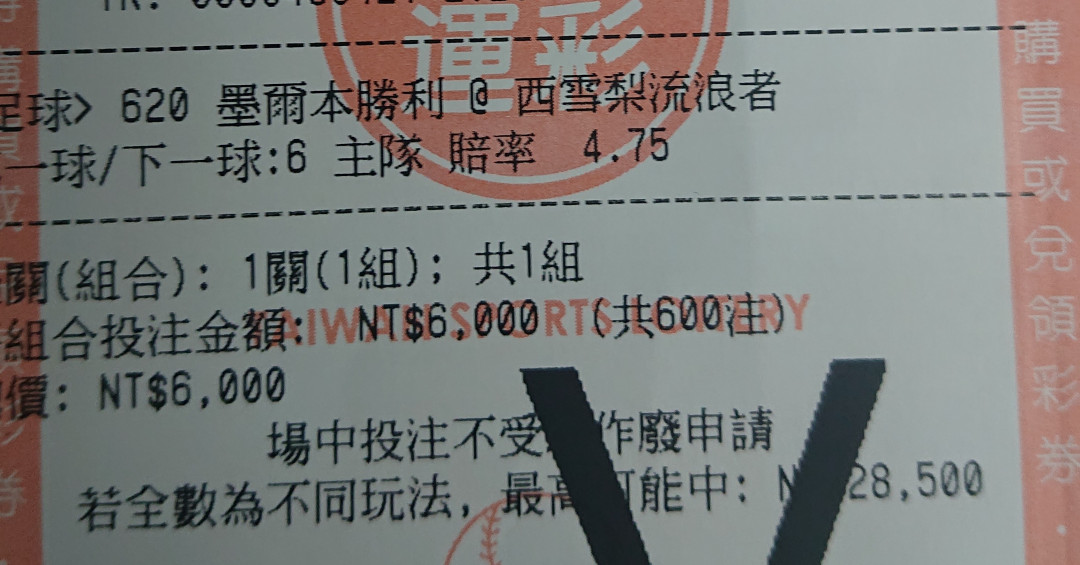 運彩
足球> 620 墨爾本勝利 @ 西雪梨流浪者
一球/下一球:6 主隊 賠率 4.75
關(組合): 1關(1組); 共1組
組合投注金額: NT$6,000 (共600注)
價: NT$6,000
場中投注不受 作廢申請
若全數為不同玩法, 最高可能中: N 28,500
購買或兌領彩券